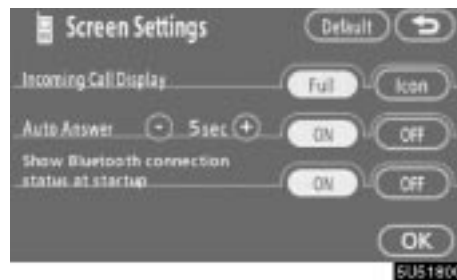 Screen Settings Default
Incoming Call Display Full Icon
Auto Answer - 5sec + ON OFF
Show Bluetooth connection
status at startup ON OFF
OK
5U5180